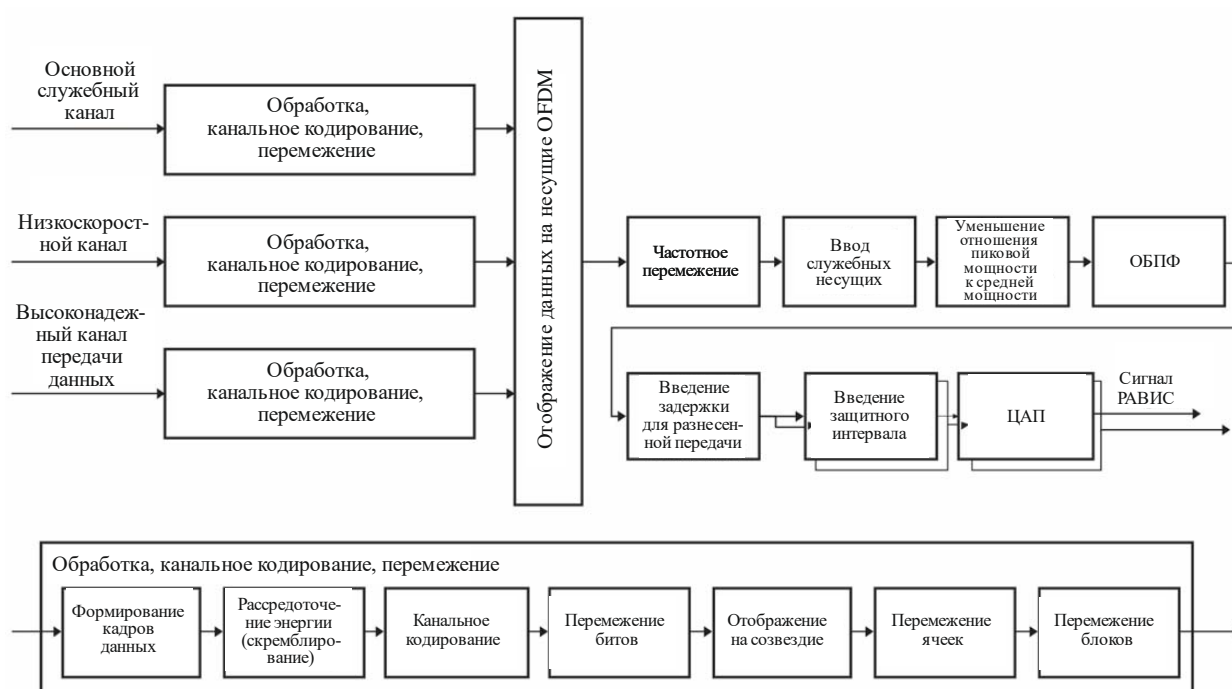 Основной
служебный
канал
Обработка,
канальное кодирование,
перемежение
Низкоскорост-
ной канал
Обработка,
канальное кодирование,
перемежение
Высоконадеж-
ный канал
передачи
данных
Обработка,
канальное кодирование,
перемежение
Отображение данных на несущие OFDM
Частотное
перемежение
Ввод
служебных
несущих
Уменьшение
отношения
пиковой
мощности
к средней
мощности
ОБПФ
Введение
задержки
для разнесен-
ной передачи
Введение
защитного
интервала
ЦАП
Сигнал
РАВИС
Обработка, канальное кодирование, перемежение
Формирование
кадров
данных
Рассредоточе-
ние энергии
(скремблиро-
вание)
Канальное
кодирование
Перемежение
битов
Отображение
на созвездие
Перемежение
ячеек
Перемежение
блоков